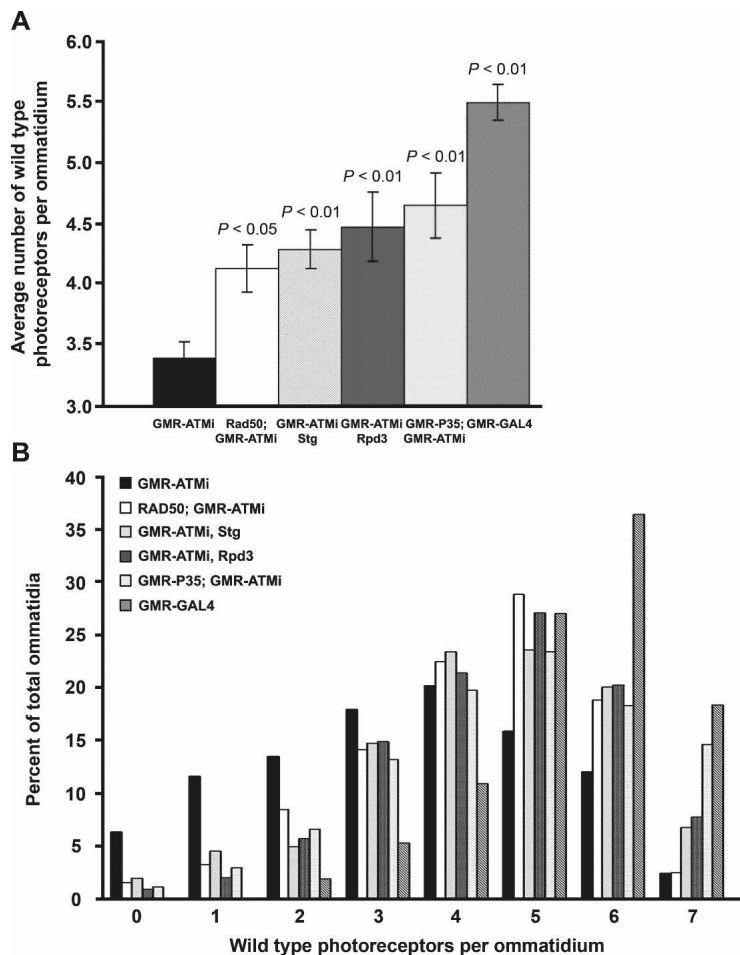 A
Average number of wild type
photoreceptors per ommatidium
6.0
5.5
5.0
4.5
4.0
3.5
3.0
P < 0.05
P < 0.01
P < 0.01
P < 0.01
P < 0.01
GMR-ATMi
Rad50;
GMR-ATMi
GMR-ATMi
Stg
GMR-ATMi
Rpd3
GMR-P35;
GMR-ATMi
GMR-GAL4
B
Percent of total ommatidia
40
35
30
25
20
15
10
5
0
GMR-ATMi
RAD50; GMR-ATMi
GMR-ATMi, Stg
GMR-ATMi, Rpd3
GMR-P35; GMR-ATMi
GMR-GAL4
0 1 2 3 4 5 6 7
Wild type photoreceptors per ommatidium